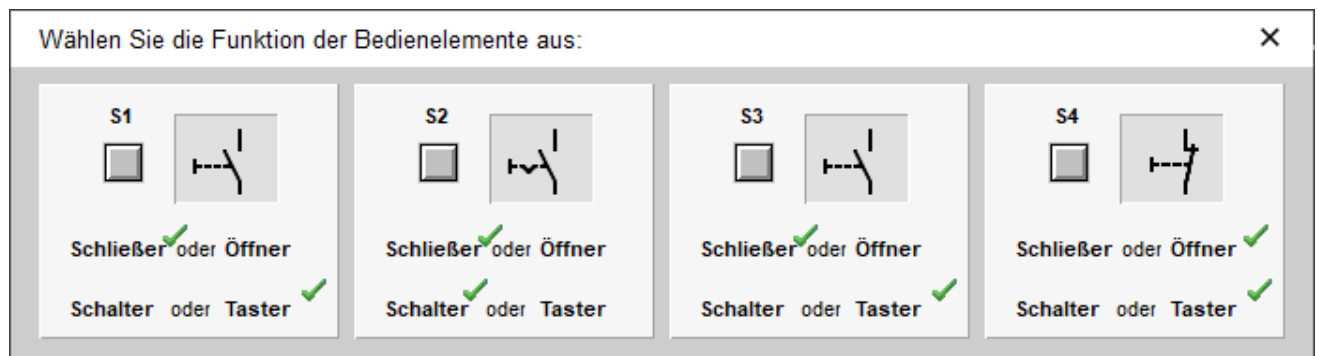 Wählen Sie die Funktion der Bedienelemente aus:
S1
Schließer oder Öffner
Schalter oder Taster
S2
Schließer oder Öffner
Schalter oder Taster
S3
Schließer oder Öffner
Schalter oder Taster
S4
Schließer oder Öffner
Schalter oder Taster